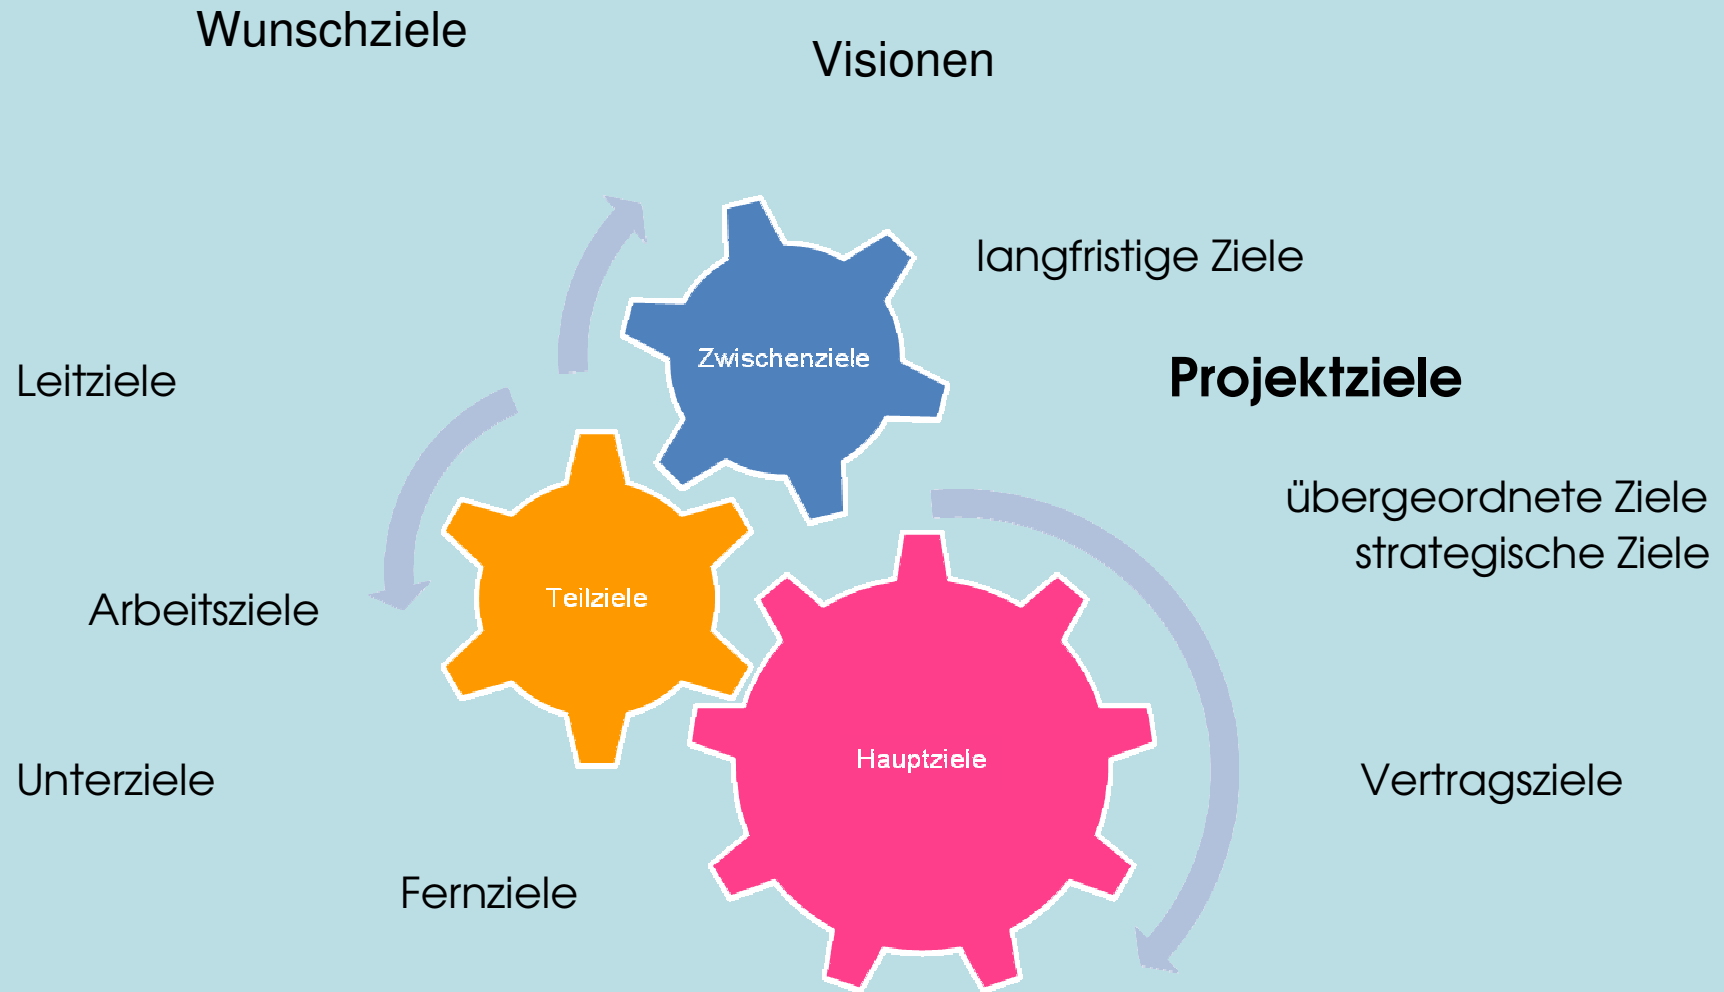 Wunschziele
Visionen
langfristige Ziele
Zwischenziele
Projektziele
Leitziele
übergeordnete Ziele
strategische Ziele
Teilziele
Arbeitsziele
Hauptziele
Unterziele
Vertragsziele
Fernziele